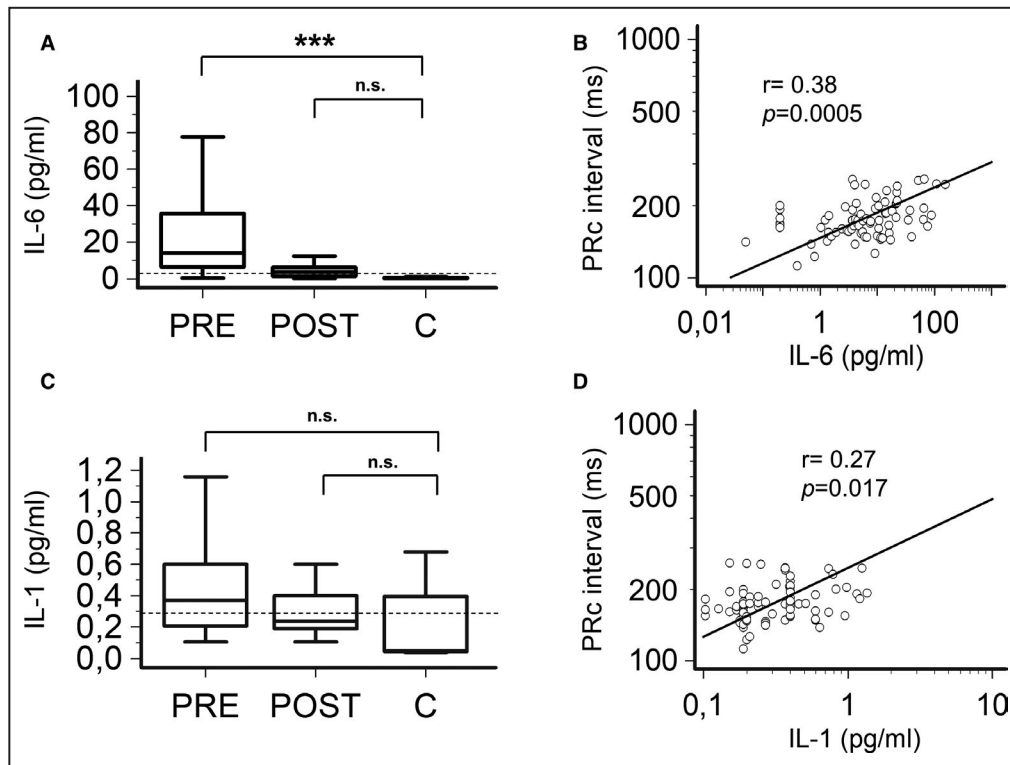 A
***
n.s.
IL-6 (pg/ml)
100
80
60
40
20
0
PRE POST C
B
PRc interval (ms)
1000
200
100
r= 0.38
p=0.0005
0,01 1 100
IL-6 (pg/ml)
C
n.s.
n.s.
IL-1 (pg/ml)
1,2
1,0
0,8
0,6
0,4
0,2
0,0
PRE POST C
D
PRc interval (ms)
1000
500
200
100
r= 0.27
p=0.017
0,1 1 10
IL-1 (pg/ml)